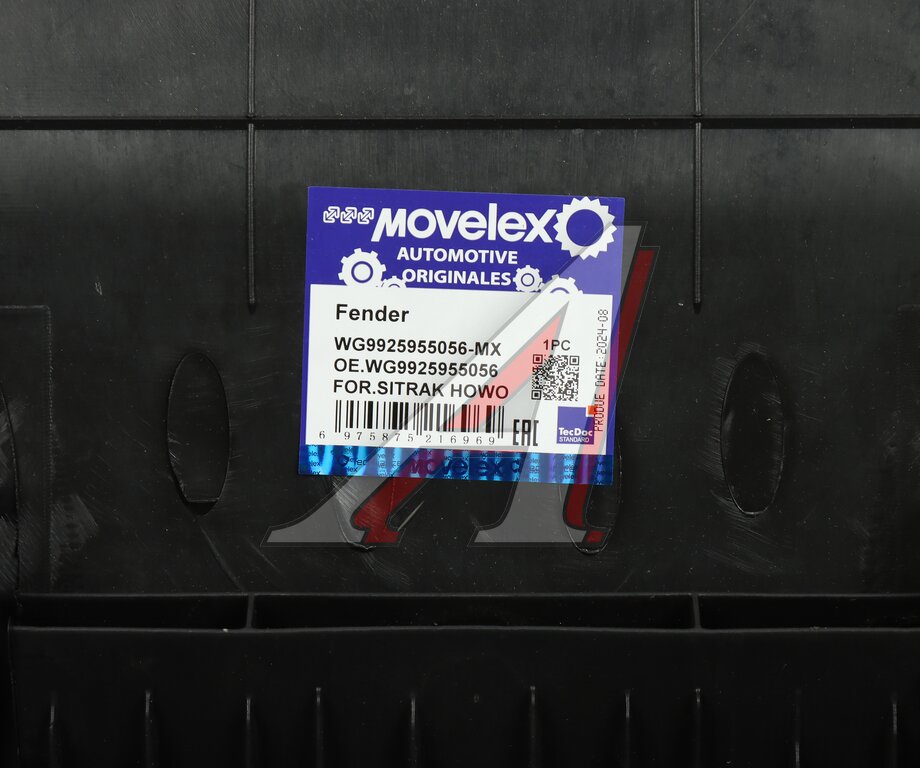 MOVELEX
AUTOMOTIVE
ORIGINALES
Fender
WG9925955056-MX
1PC
OE.WG9925955056
FOR.SITRAK HOWO
6 975875 216969
EAC
TecDoc
STANDARD
PRODUE DATE:2024-08
MOVELEX